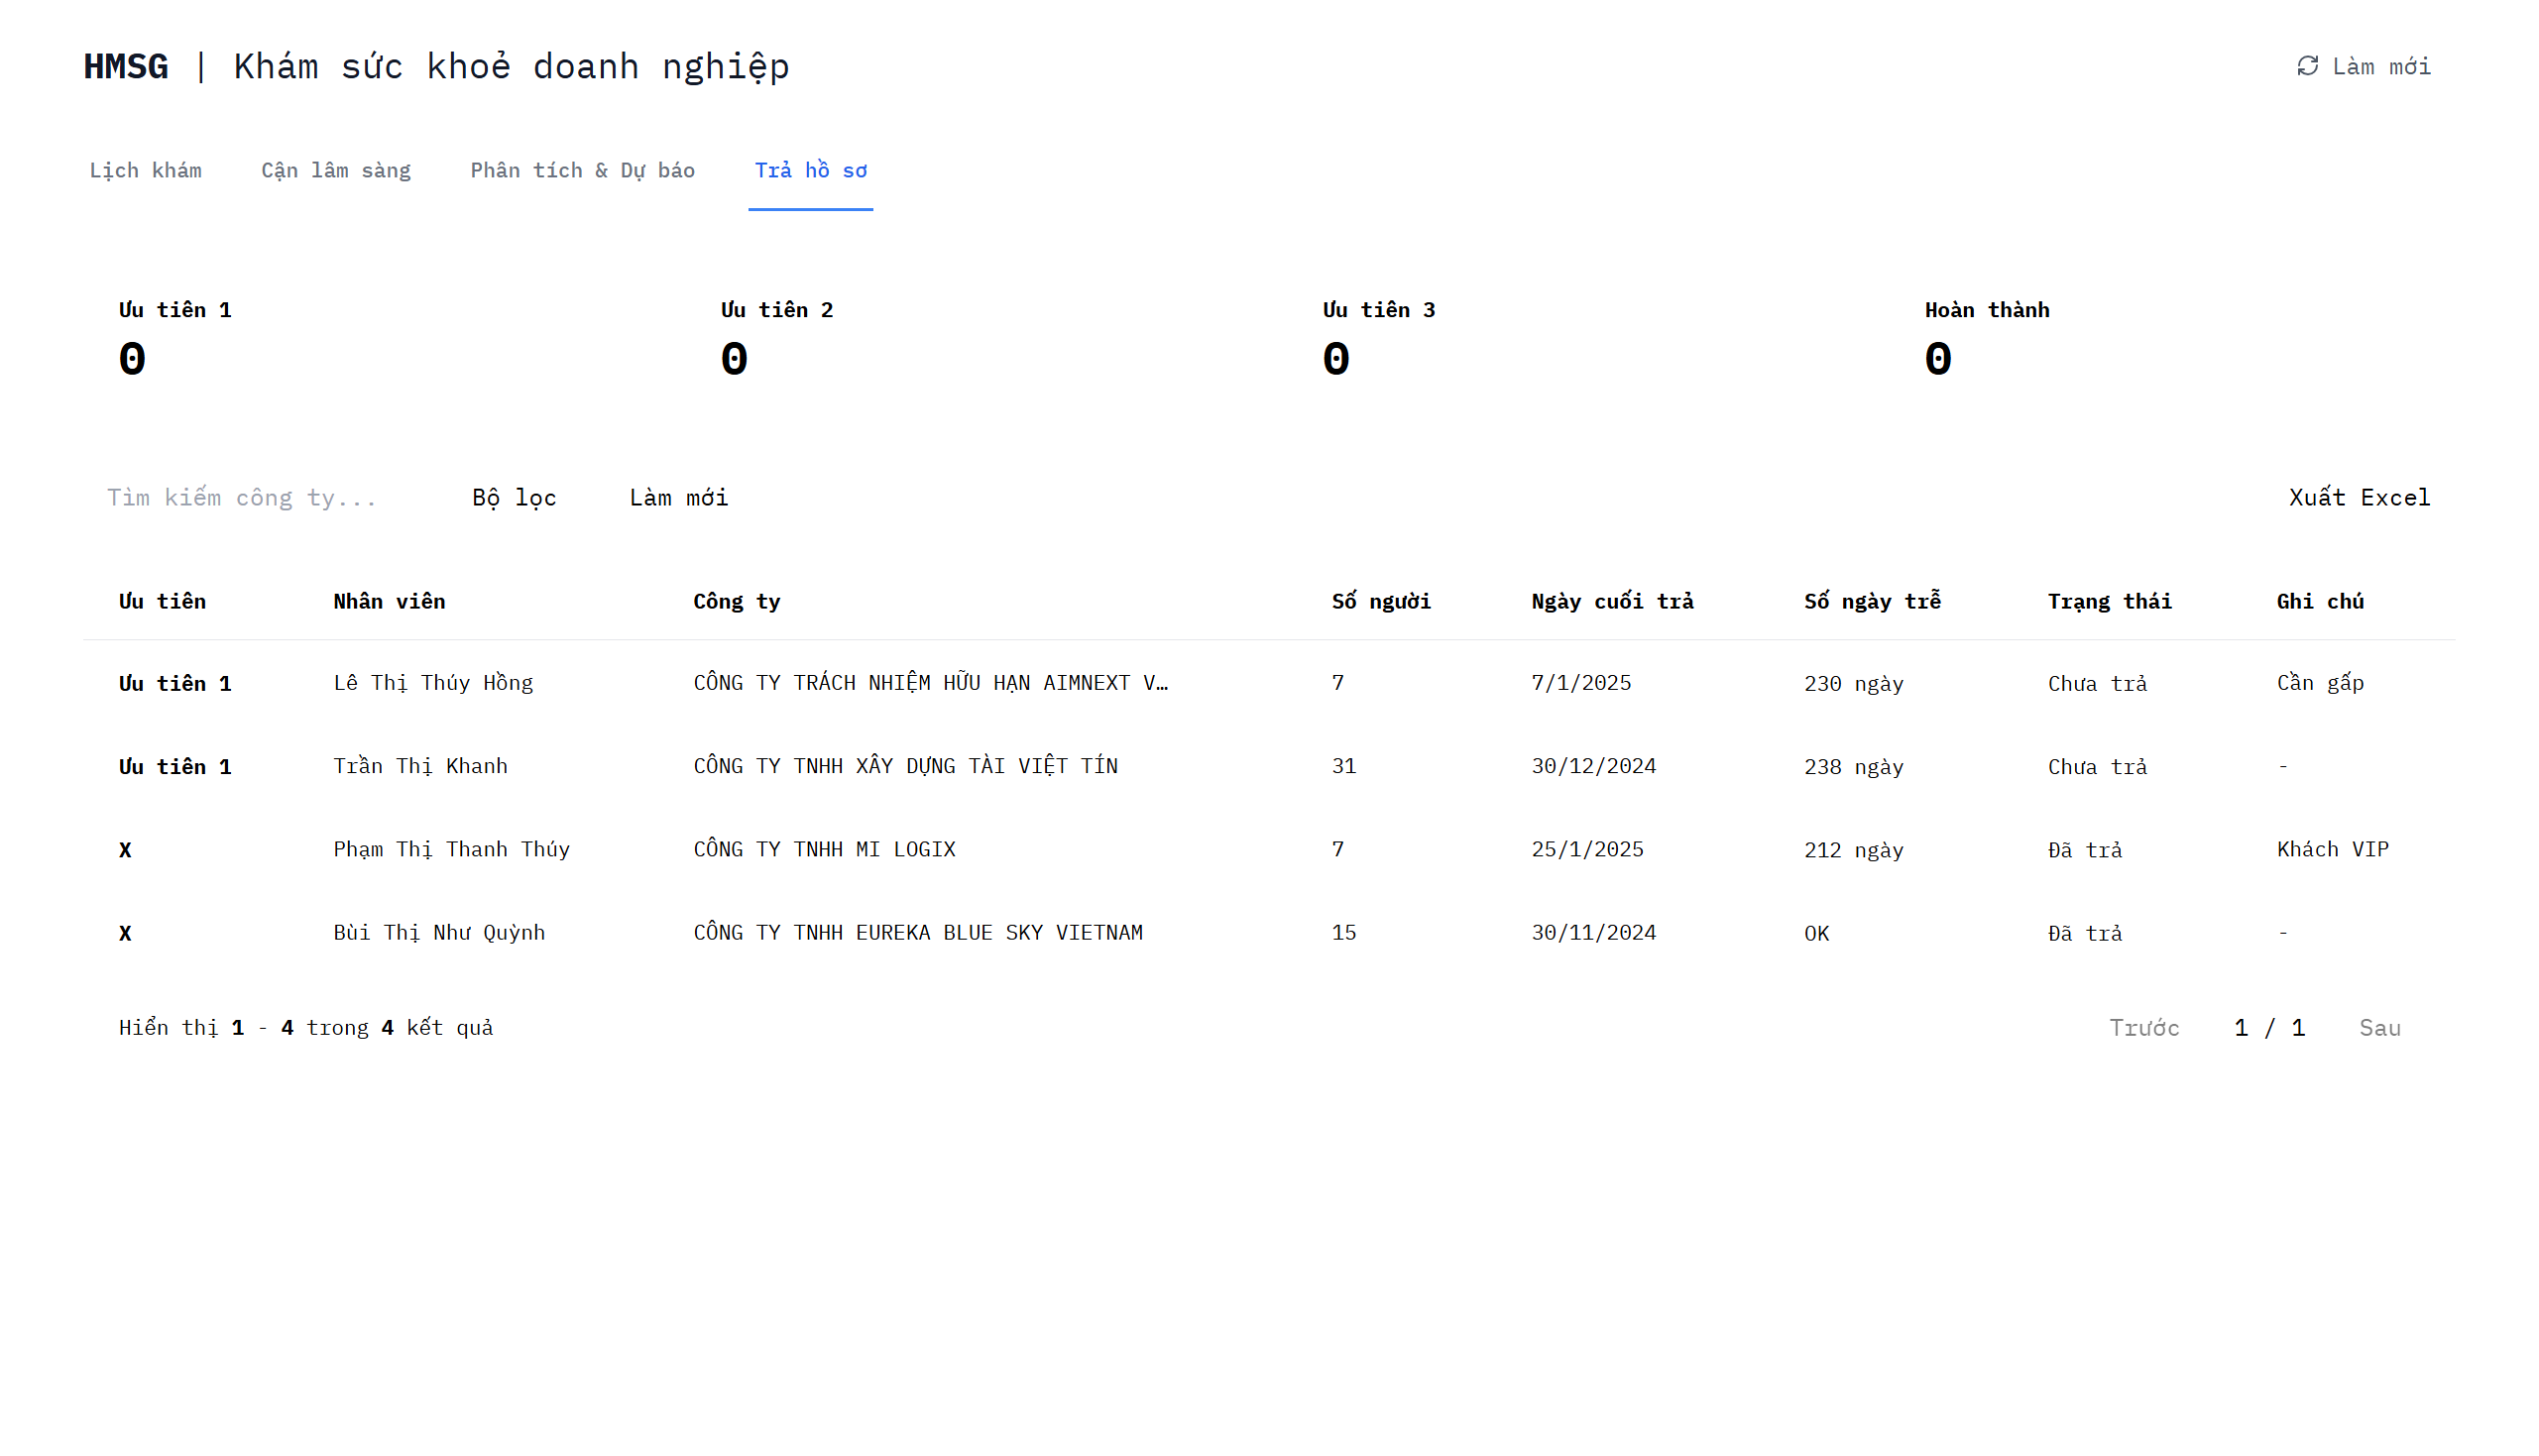 HMSG | Khám sức khoẻ doanh nghiệp
Làm mới
Lịch khám Cận lâm sàng Phân tích & Dự báo Trả hồ sơ
Ưu tiên 1 Ưu tiên 2 Ưu tiên 3 Hoàn thành
0 0 0 0
Tìm kiếm công ty... Bộ lọc Làm mới Xuất Excel
Ưu tiên Nhân viên Công ty Số người Ngày cuối trả Số ngày trễ Trạng thái Ghi chú
Ưu tiên 1 Lê Thị Thúy Hồng CÔNG TY TRÁCH NHIỆM HỮU HẠN AIMNEXT V… 7 7/1/2025 230 ngày Chưa trả Cần gấp
Ưu tiên 1 Trần Thị Khanh CÔNG TY TNHH XÂY DỰNG TÀI VIỆT TÍN 31 30/12/2024 238 ngày Chưa trả -
X Phạm Thị Thanh Thúy CÔNG TY TNHH MI LOGIX 7 25/1/2025 212 ngày Đã trả Khách VIP
X Bùi Thị Như Quỳnh CÔNG TY TNHH EUREKA BLUE SKY VIETNAM 15 30/11/2024 OK Đã trả -
Hiển thị 1 - 4 trong 4 kết quả Trước 1 / 1 Sau